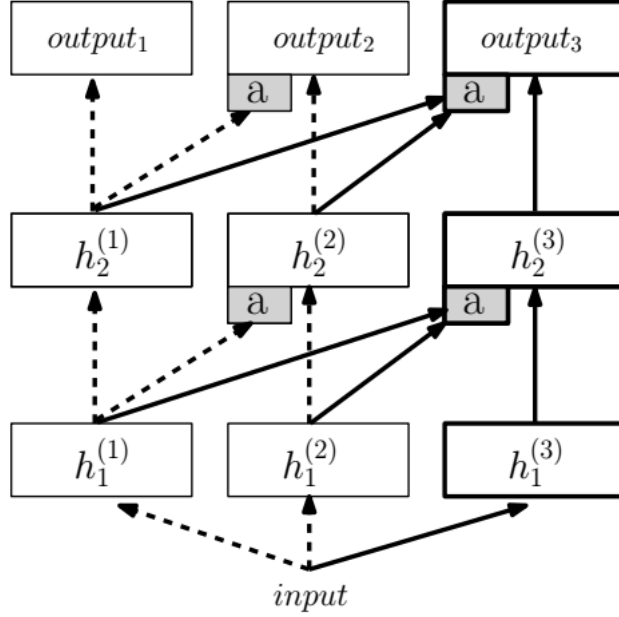 output₁ output₂ output₃
a a
h₂⁽¹⁾ h₂⁽²⁾ h₂⁽³⁾
a a
h₁⁽¹⁾ h₁⁽²⁾ h₁⁽³⁾
input